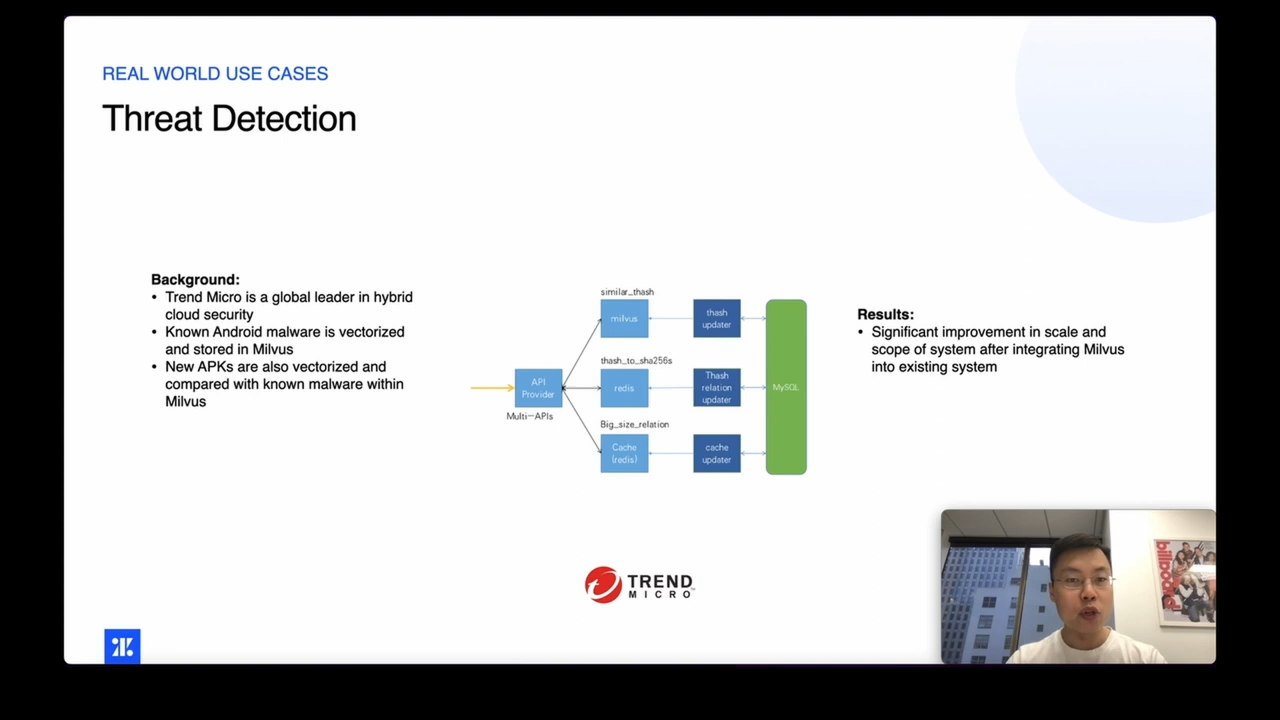 REAL WORLD USE CASES
Threat Detection
Background:
• Trend Micro is a global leader in hybrid
cloud security
• Known Android malware is vectorized
and stored in Milvus
• New APKs are also vectorized and
compared with known malware within
Milvus
similar_thash
milvus
thash
updater
thash_to_sha256s
API
Provider
redis
Thash
relation
updater
MySQL
Multi-APIs
Big_size_relation
Cache
(redis)
cache
updater
Results:
• Significant improvement in scale and
scope of system after integrating Milvus
into existing system
TREND
MICRO
billboard